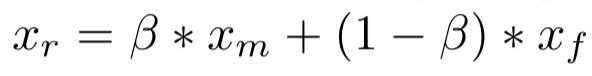 x_r = β * x_m + (1 − β) * x_f